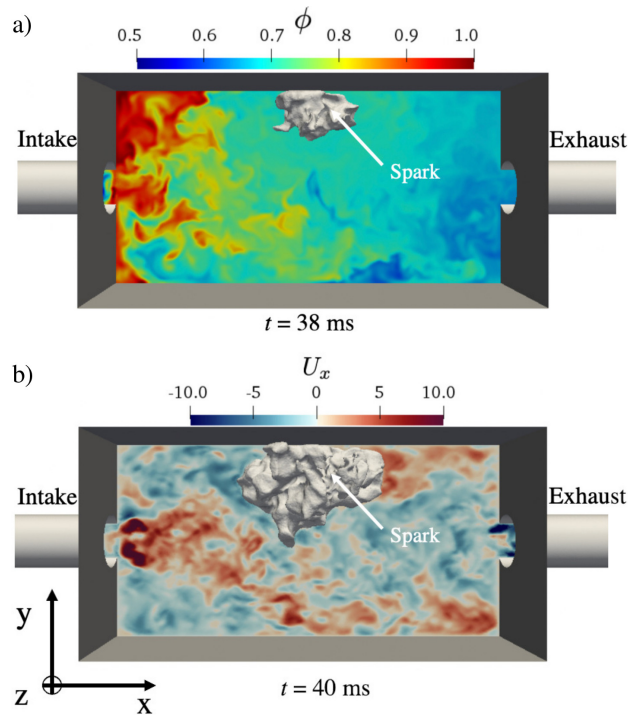 a)
ϕ
0.5 0.6 0.7 0.8 0.9 1.0
Intake
Exhaust
Spark
t = 38 ms
b)
Uₓ
-10.0 -5 0 5 10.0
Intake
Exhaust
Spark
y
z
x
t = 40 ms